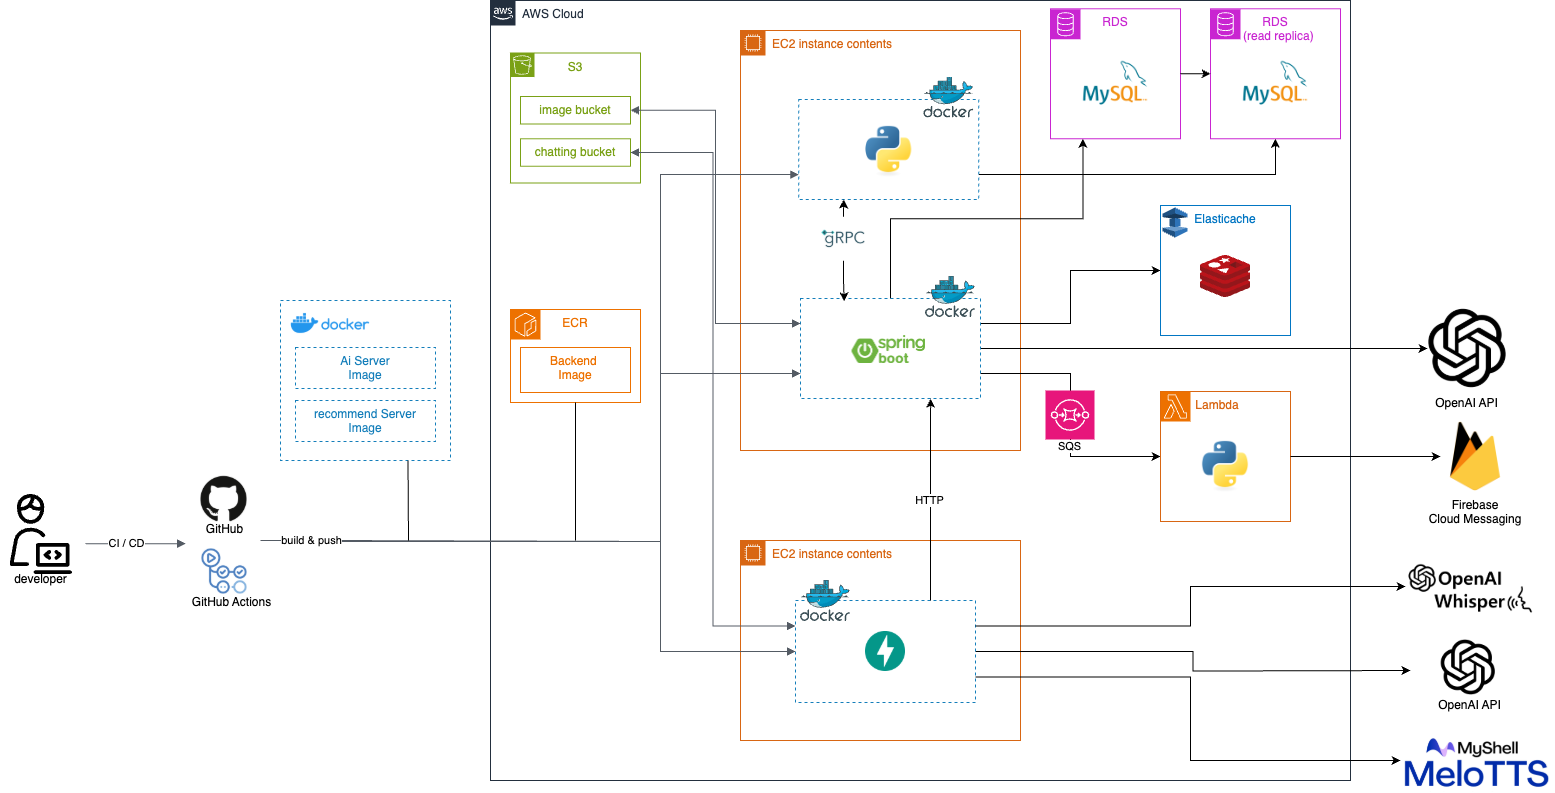 aws
AWS Cloud
S3
image bucket
chatting bucket
EC2 instance contents
docker
gRPC
docker
spring
boot
RDS
MySQL
RDS
(read replica)
MySQL
Elasticache
OpenAI API
SQS
Lambda
Firebase
Cloud Messaging
docker
Ai Server
Image
recommend Server
Image
ECR
Backend
Image
developer
CI / CD
GitHub
GitHub Actions
build & push
HTTP
EC2 instance contents
docker
OpenAI
Whisper
OpenAI API
MyShell
MeloTTS